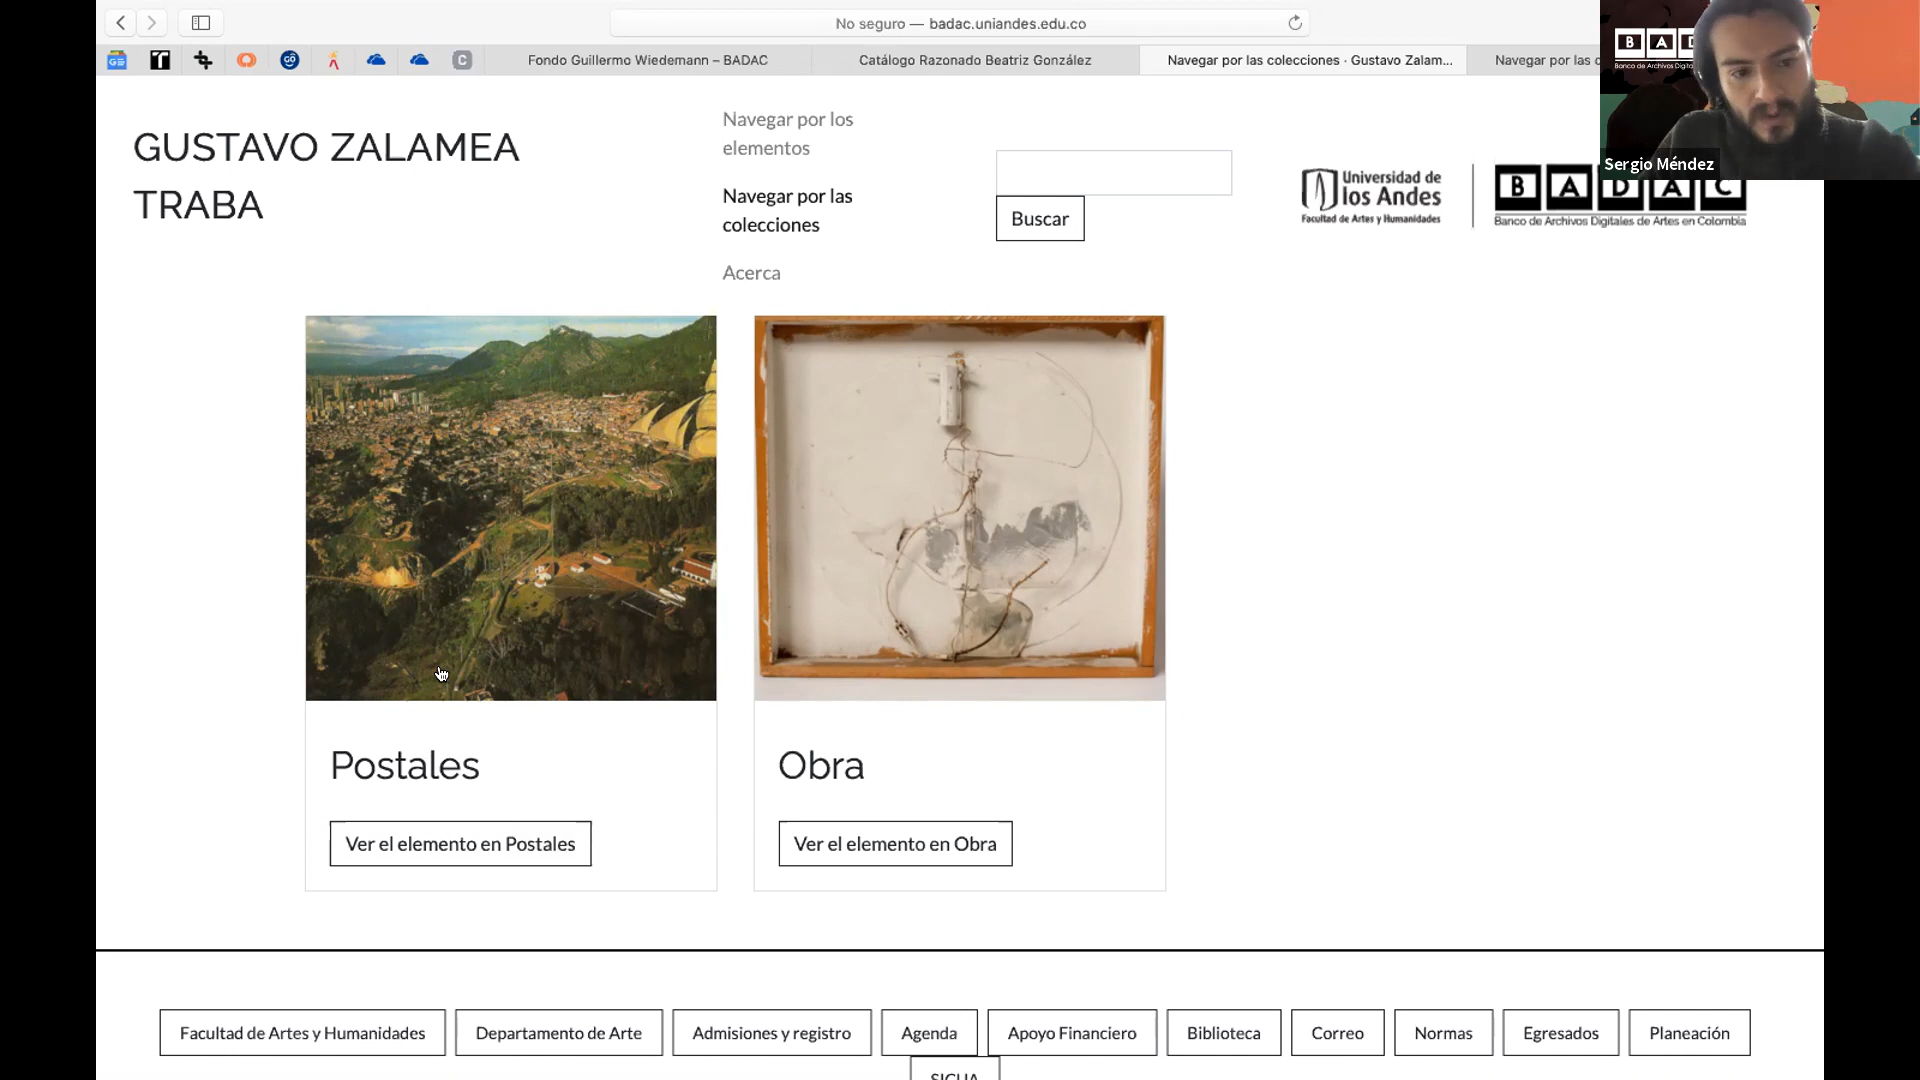 No seguro — badac.uniandes.edu.co
Fondo Guillermo Wiedemann – BADAC
Catálogo Razonado Beatriz González
Navegar por las colecciones · Gustavo Zalam...
Navegar por las
GUSTAVO ZALAMEA
TRABA
Navegar por los
elementos
Navegar por las
colecciones
Acerca
Buscar
Universidad de
los Andes
Facultad de Artes y Humanidades
BADAC
Banco de Archivos Digitales de Artes en Colombia
Sergio Méndez
Postales
Ver el elemento en Postales
Obra
Ver el elemento en Obra
Facultad de Artes y Humanidades
Departamento de Arte
Admisiones y registro
Agenda
Apoyo Financiero
Biblioteca
Correo
Normas
Egresados
Planeación
SICUA